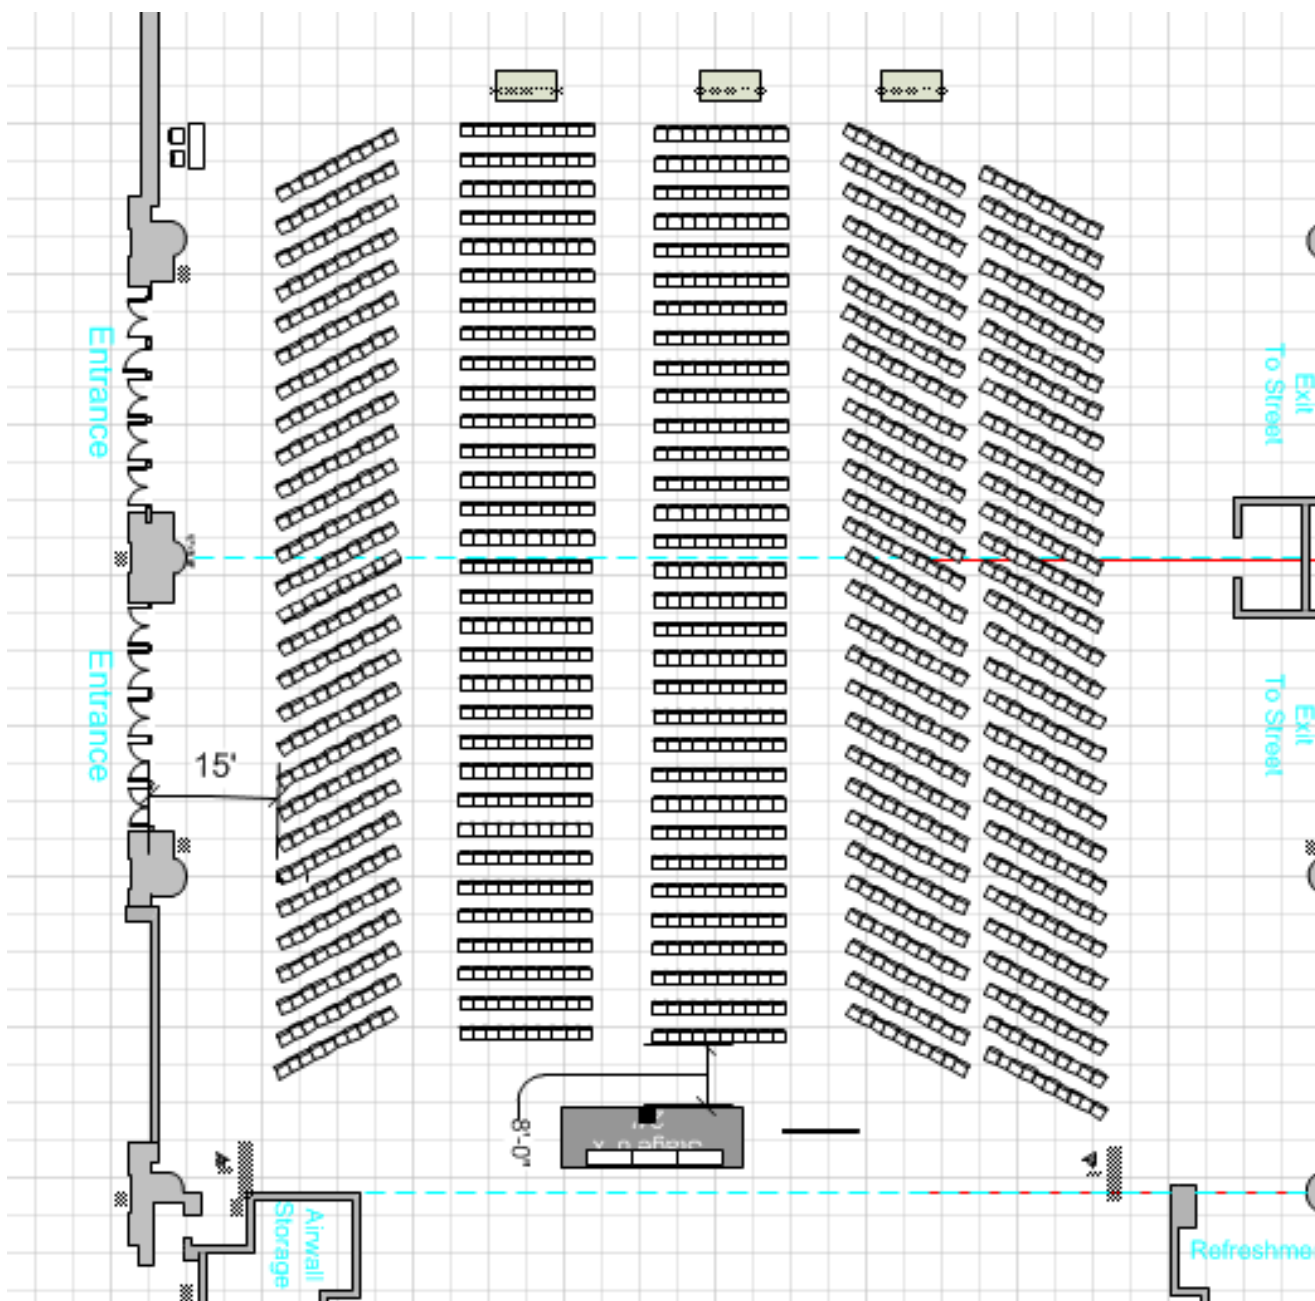 Entrance
Exit
To Street
Entrance
Exit
To Street
15'
8'-0"
Airwall
Storage
Refreshme